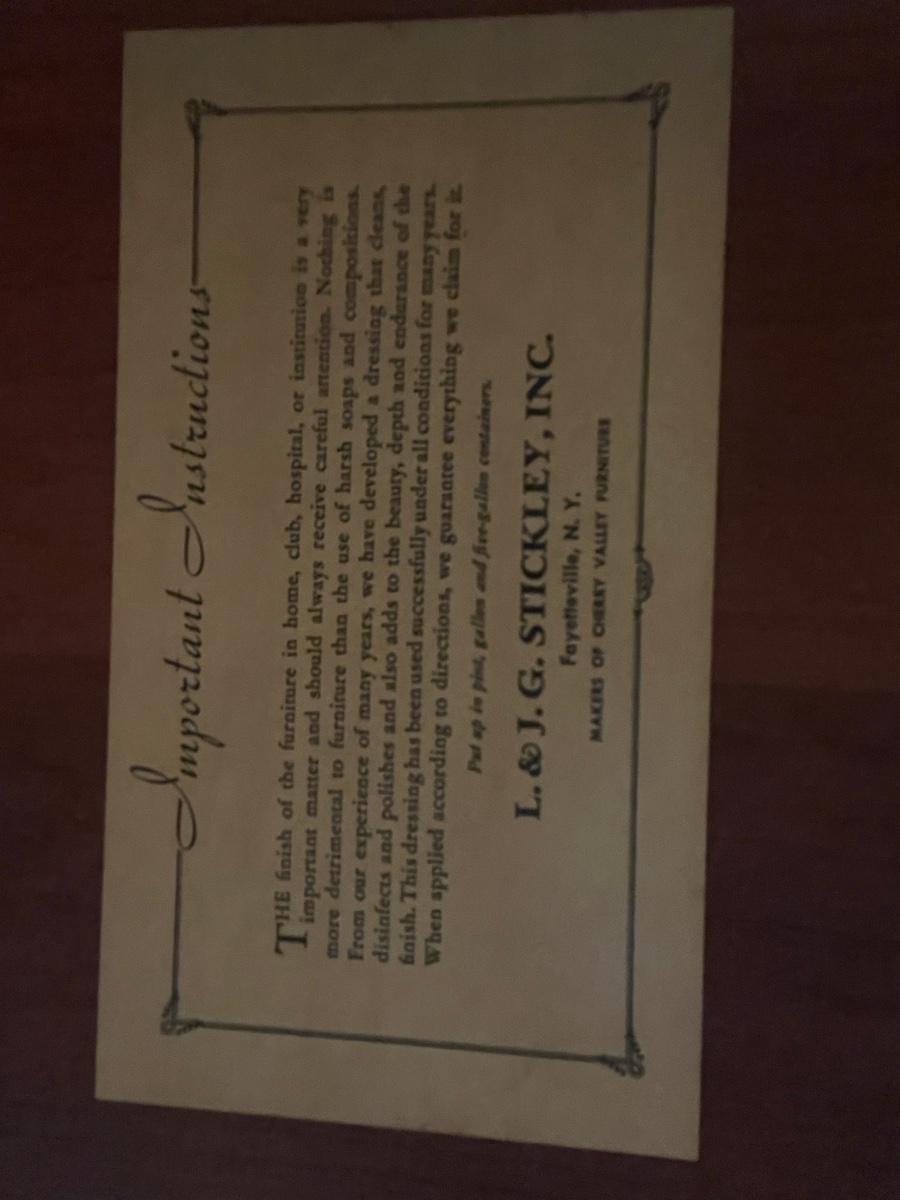 Important Instructions
THE finish of the furniture in home, club, hospital, or institution is a very
important matter and should always receive careful attention. Nothing is
more detrimental to furniture than the use of harsh soaps and compositions.
From our experience of many years, we have developed a dressing that cleans,
disinfects and polishes and also adds to the beauty, depth and endurance of the
finish. This dressing has been used successfully under all conditions for many years.
When applied according to directions, we guarantee everything we claim for it.
Put up in pint, gallon and five-gallon containers.
L. & J. G. STICKLEY, INC.
Fayetteville, N. Y.
MAKERS OF CHERRY VALLEY FURNITURE